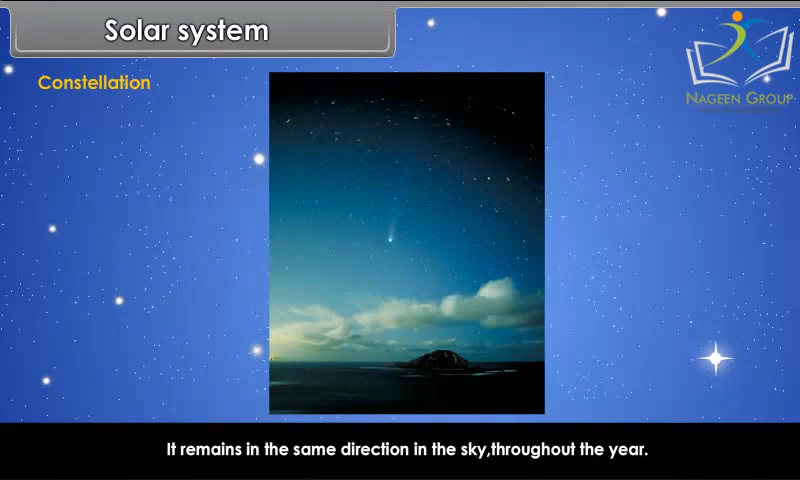 Solar system
Constellation
NAGEEN GROUP
It remains in the same direction in the sky,throughout the year.